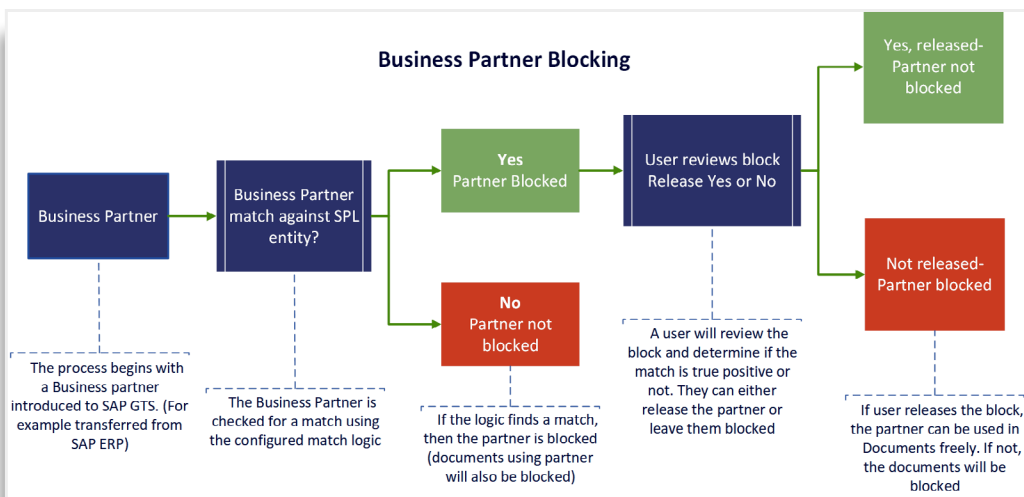 Business Partner Blocking
Business Partner
Business Partner
match against SPL
entity?
Yes
Partner Blocked
No
Partner not
blocked
User reviews block
Release Yes or No
Yes, released-
Partner not
blocked
Not released-
Partner blocked
The process begins with
a Business partner
introduced to SAP GTS. (For
example transferred from
SAP ERP)
The Business Partner is
checked for a match using
the configured match logic
If the logic finds a match,
then the partner is blocked
(documents using partner
will also be blocked)
A user will review the
block and determine if the
match is true positive or
not. They can either
release the partner or
leave them blocked
If user releases the block,
the partner can be used in
Documents freely. If not,
the documents will be
blocked